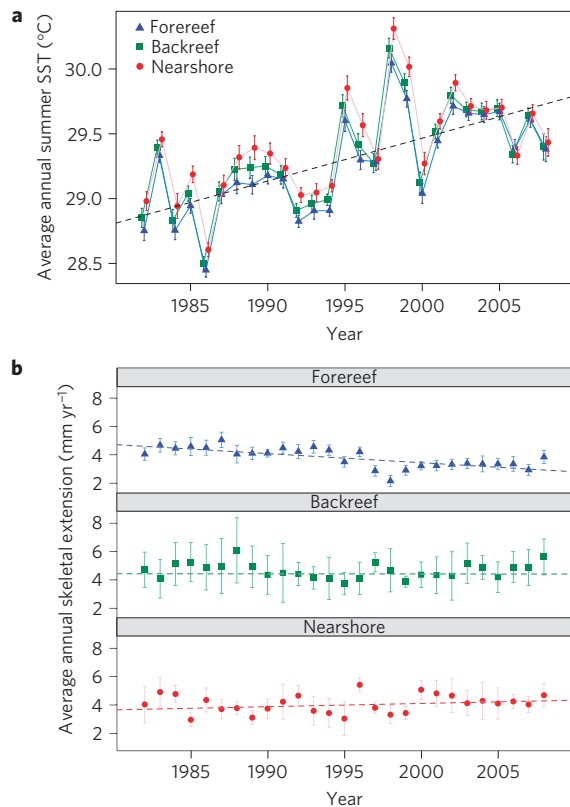 a
Average annual summer SST (°C)
Forereef
Backreef
Nearshore
30.0
29.5
29.0
28.5
1985 1990 1995 2000 2005
Year
b
Average annual skeletal extension (mm yr⁻¹)
Forereef
8
6
4
2
Backreef
8
6
4
2
Nearshore
8
6
4
2
1985 1990 1995 2000 2005
Year